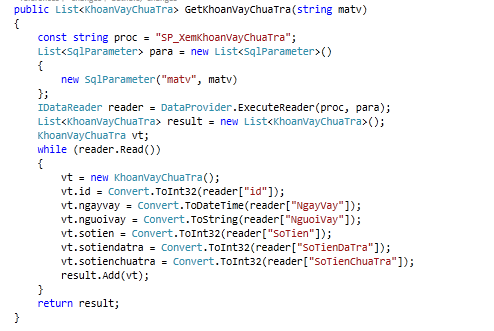 public List<KhoanVayChuaTra> GetKhoanVayChuaTra(string matv)
{
const string proc = "SP_XemKhoanVayChuaTra";
List<SqlParameter> para = new List<SqlParameter>()
{
new SqlParameter("matv", matv)
};
IDataReader reader = DataProvider.ExecuteReader(proc, para);
List<KhoanVayChuaTra> result = new List<KhoanVayChuaTra>();
KhoanVayChuaTra vt;
while (reader.Read())
{
vt = new KhoanVayChuaTra();
vt.id = Convert.ToInt32(reader["id"]);
vt.ngayvay = Convert.ToDateTime(reader["NgayVay"]);
vt.nguoivay = Convert.ToString(reader["NguoiVay"]);
vt.sotien = Convert.ToInt32(reader["SoTien"]);
vt.sotiendatra = Convert.ToInt32(reader["SoTienDaTra"]);
vt.sotienchuatra = Convert.ToInt32(reader["SoTienChuaTra"]);
result.Add(vt);
}
return result;
}